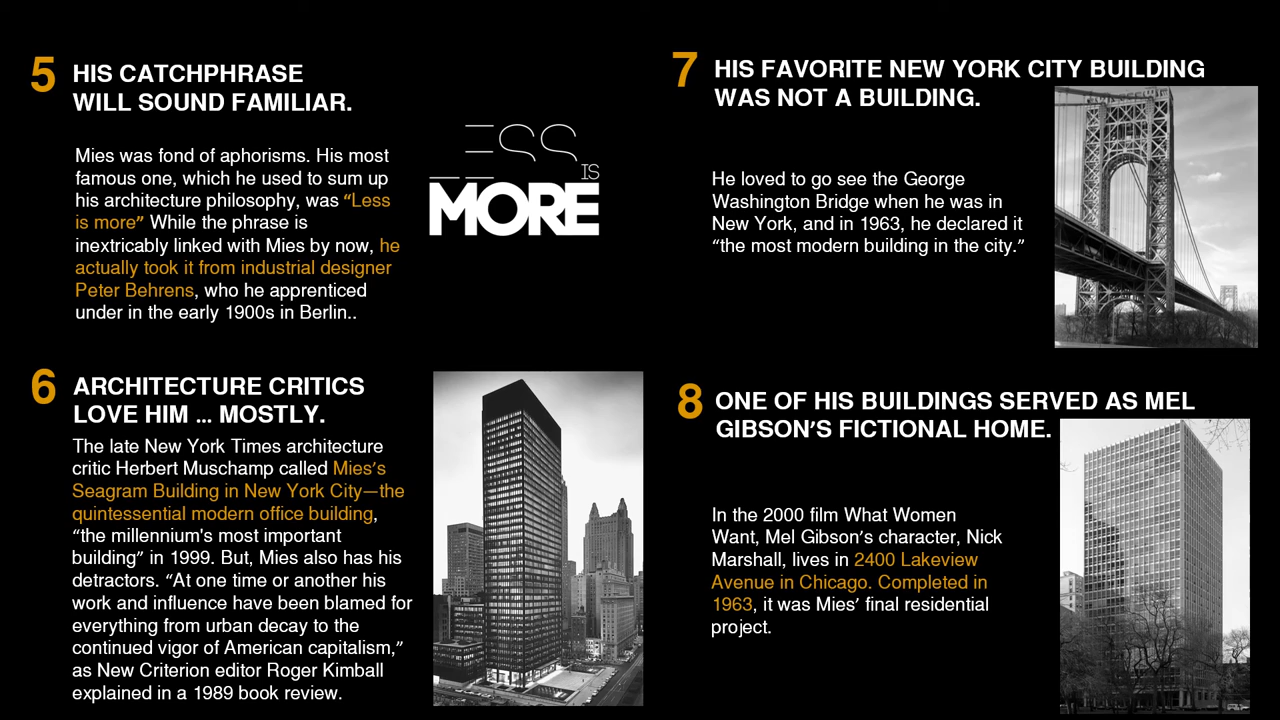 5
HIS CATCHPHRASE
WILL SOUND FAMILIAR.
Mies was fond of aphorisms. His most
famous one, which he used to sum up
his architecture philosophy, was “Less
is more” While the phrase is
inextricably linked with Mies by now, he
actually took it from industrial designer
Peter Behrens, who he apprenticed
under in the early 1900s in Berlin..
LESS
IS
MORE
6
ARCHITECTURE CRITICS
LOVE HIM ... MOSTLY.
The late New York Times architecture
critic Herbert Muschamp called Mies’s
Seagram Building in New York City—the
quintessential modern office building,
“the millennium's most important
building” in 1999. But, Mies also has his
detractors. “At one time or another his
work and influence have been blamed for
everything from urban decay to the
continued vigor of American capitalism,”
as New Criterion editor Roger Kimball
explained in a 1989 book review.
7
HIS FAVORITE NEW YORK CITY BUILDING
WAS NOT A BUILDING.
He loved to go see the George
Washington Bridge when he was in
New York, and in 1963, he declared it
“the most modern building in the city.”
8
ONE OF HIS BUILDINGS SERVED AS MEL
GIBSON’S FICTIONAL HOME.
In the 2000 film What Women
Want, Mel Gibson’s character, Nick
Marshall, lives in 2400 Lakeview
Avenue in Chicago. Completed in
1963, it was Mies’ final residential
project.